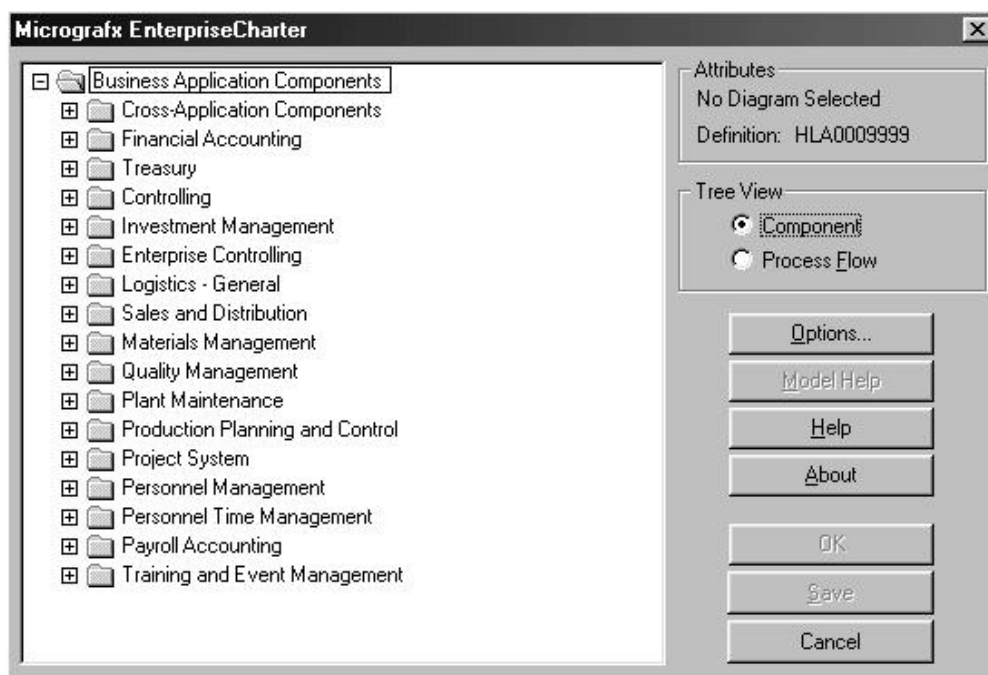 Micrografx EnterpriseCharter
Business Application Components
Cross-Application Components
Financial Accounting
Treasury
Controlling
Investment Management
Enterprise Controlling
Logistics - General
Sales and Distribution
Materials Management
Quality Management
Plant Maintenance
Production Planning and Control
Project System
Personnel Management
Personnel Time Management
Payroll Accounting
Training and Event Management
Attributes
No Diagram Selected
Definition: HLA0009999
Tree View
Component
Process Flow
Options...
Model Help
Help
About
OK
Save
Cancel